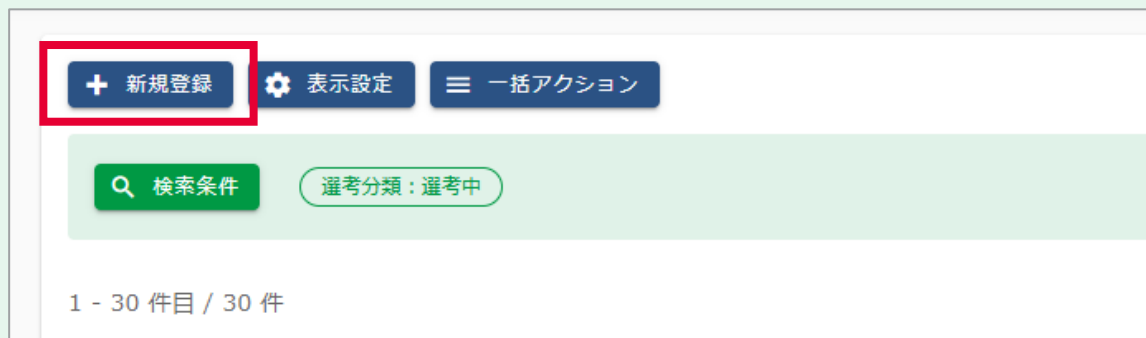 新規登録 表示設定 一括アクション
検索条件 選考分類：選考中
1 - 30 件目 / 30 件